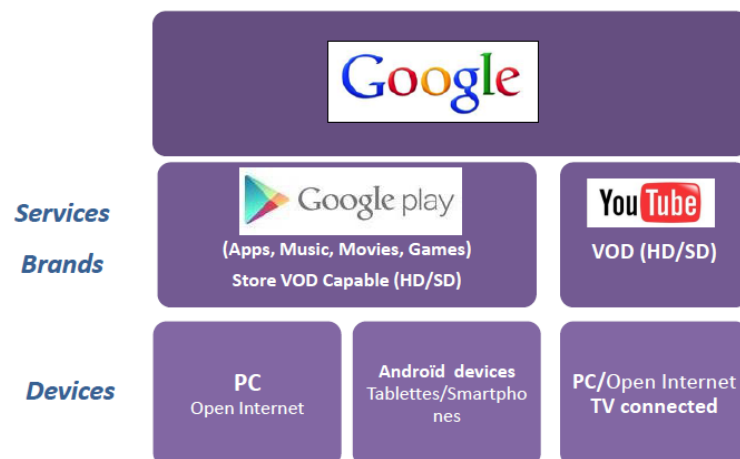 Google
Services
Brands
Google play
(Apps, Music, Movies, Games)
Store VOD Capable (HD/SD)
YouTube
VOD (HD/SD)
Devices
PC
Open Internet
Androïd devices
Tablettes/Smartpho
nes
PC/Open Internet
TV connected